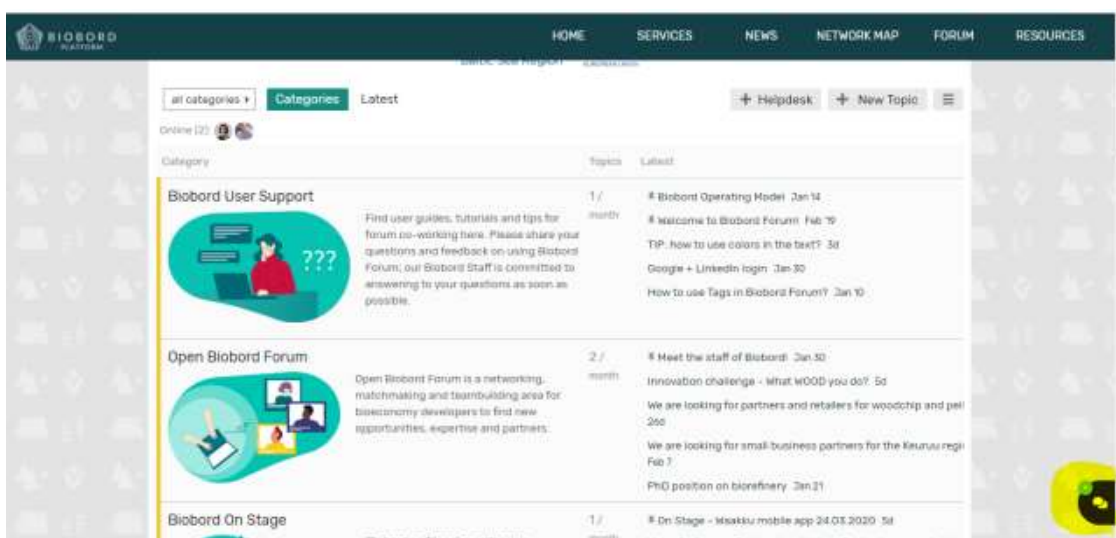 BIOBORD
PLATFORM
HOME
SERVICES
NEWS
NETWORK MAP
FORUM
RESOURCES
Baltic Sea Region
all categories
Categories
Latest
+ Helpdesk
+ New Topic
Online (2)
Category
Topics
Latest
Biobord User Support
Find user guides, tutorials and tips for
forum co-working here. Please share your
questions and feedback on using Biobord
Forum; our Biobord Staff is committed to
answering to your questions as soon as
possible.
???
1 /
month
Biobord Operating Model Jan 14
Welcome to Biobord Forum! Feb 19
TIP: how to use colors in the text? 3d
Google + LinkedIn login Jan 30
How to use Tags in Biobord Forum? Jan 10
Open Biobord Forum
Open Biobord Forum is a networking,
matchmaking and teambuilding area for
bioeconomy developers to find new
opportunities, expertise and partners.
2 /
month
Meet the staff of Biobord! Jan 30
Innovation challenge - What WOOD you do? 5d
We are looking for partners and retailers for woodchip and pell
26d
We are looking for small business partners for the Keuruu regi
Feb 7
PhD position on biorefinery Jan 21
Biobord On Stage
1 /
month
On Stage - Maakku mobile app 24.03.2020 5d